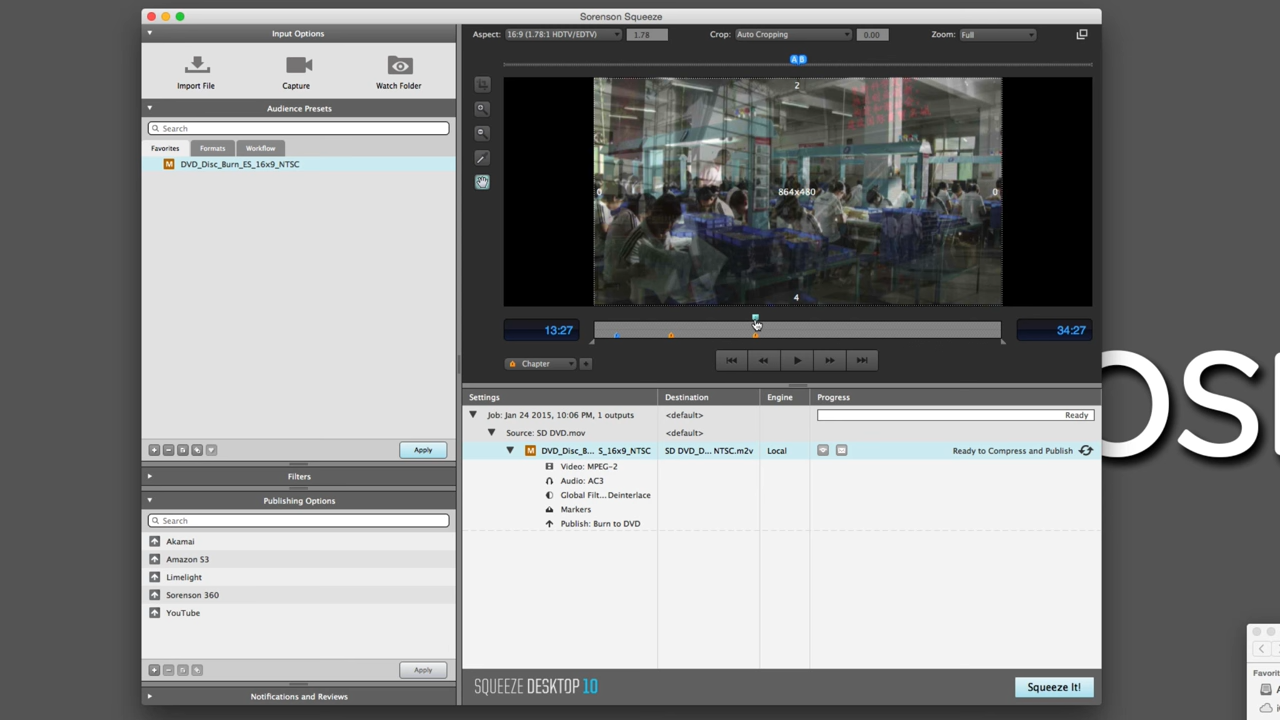 Sorenson Squeeze
Input Options
Import File
Capture
Watch Folder
Audience Presets
Search
Favorites
Formats
Workflow
M
DVD_Disc_Burn_ES_16x9_NTSC
Apply
Filters
Publishing Options
Search
Akamai
Amazon S3
Limelight
Sorenson 360
YouTube
Apply
Notifications and Reviews
Aspect:
16:9 (1.78:1 HDTV/EDTV)
1.78
Crop:
Auto Cropping
0.00
Zoom:
Full
A B
2
0
864x480
0
4
13:27
34:27
Chapter
Settings
Destination
Engine
Progress
Job: Jan 24 2015, 10:06 PM, 1 outputs
<default>
Ready
Source: SD DVD.mov
<default>
M
DVD_Disc_B... S_16x9_NTSC
SD DVD_D... NTSC.m2v
Local
Ready to Compress and Publish
Video: MPEG-2
Audio: AC3
Global Filt...Deinterlace
Markers
Publish: Burn to DVD
SQUEEZE DESKTOP 10
Squeeze It!